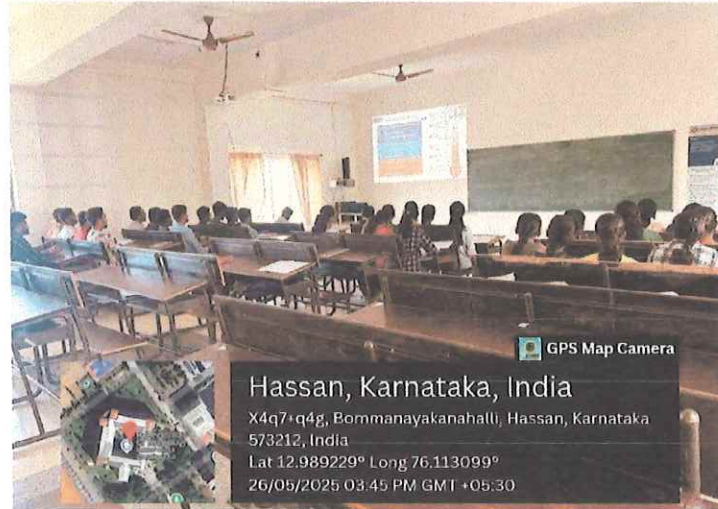 GPS Map Camera
Hassan, Karnataka, India
X4q7+q4g, Bommanayakanahalli, Hassan, Karnataka
573212, India
Lat 12.989229° Long 76.113099°
26/05/2025 03:45 PM GMT +05:30